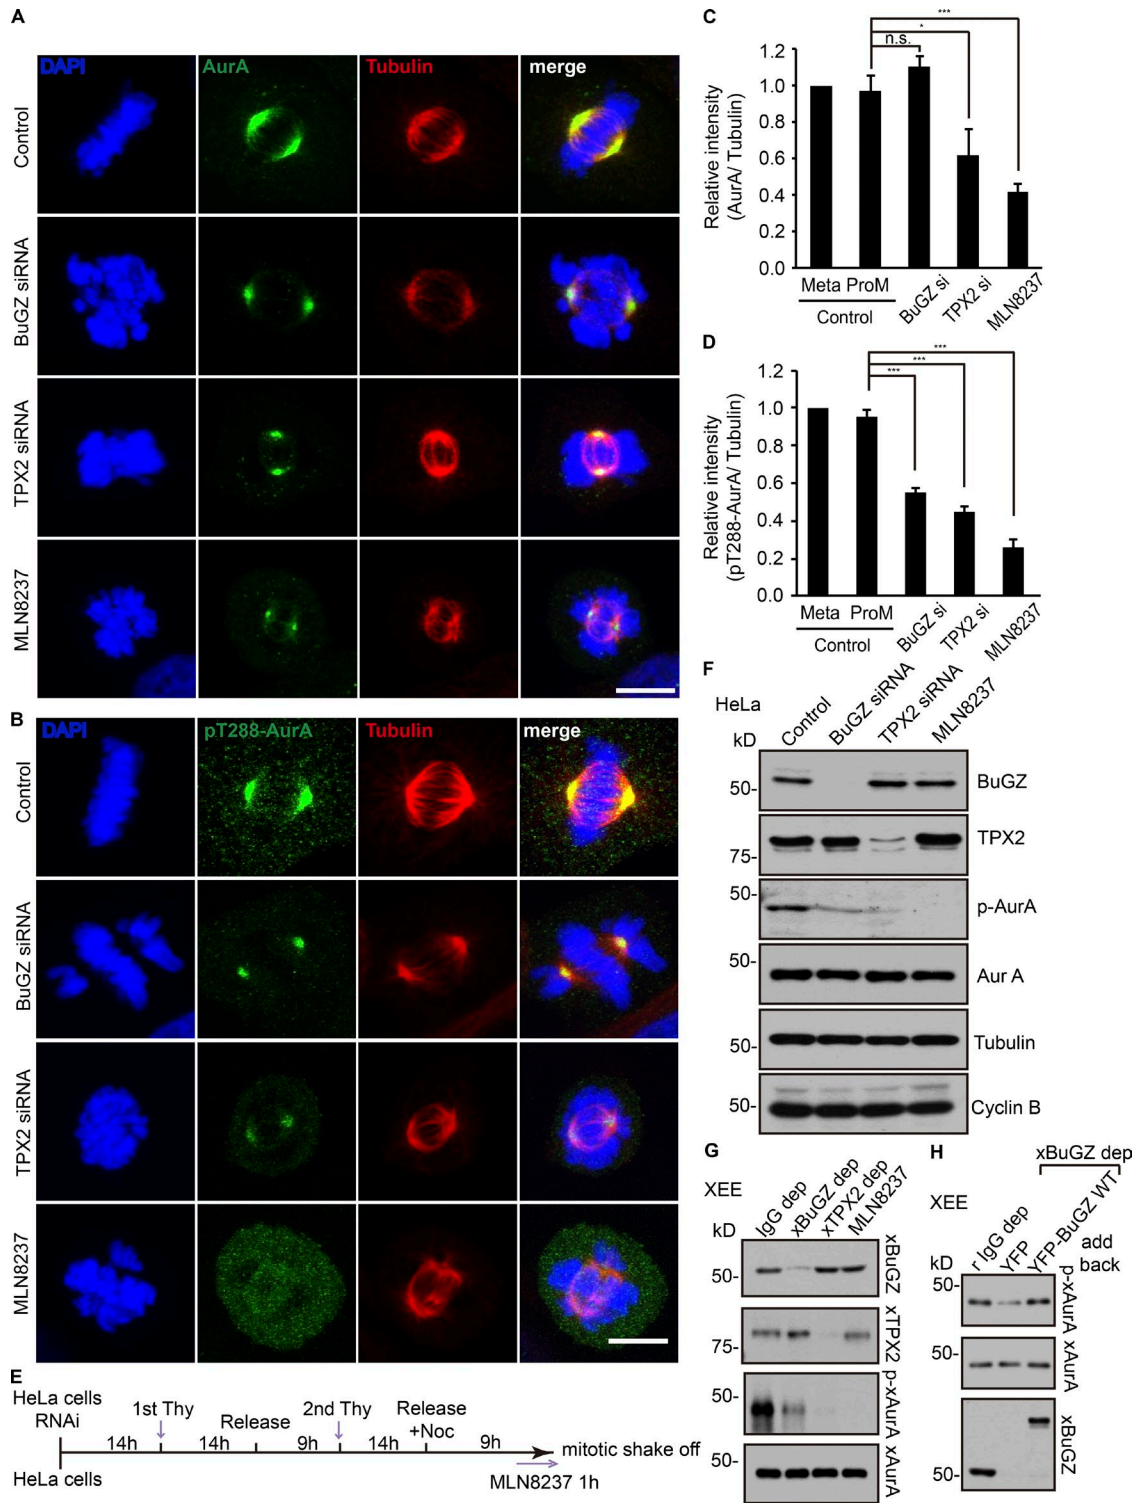 A
DAPI
AurA
Tubulin
merge
Control
BuGZ siRNA
TPX2 siRNA
MLN8237
B
DAPI
pT288-AurA
Tubulin
merge
Control
BuGZ siRNA
TPX2 siRNA
MLN8237
C
***
*
n.s.
1.2
1.0
0.8
0.6
0.4
0.2
0.0
Relative intensity
(AurA/ Tubulin)
Meta ProM
Control
BuGZ si
TPX2 si
MLN8237
D
***
***
***
1.2
1.0
0.8
0.6
0.4
0.2
0.0
Relative intensity
(pT288-AurA/ Tubulin)
Meta ProM
Control
BuGZ si
TPX2 si
MLN8237
E
HeLa cells
RNAi
HeLa cells
1st Thy
Release
2nd Thy
Release
+Noc
14h
14h
9h
14h
9h
mitotic shake off
MLN8237 1h
F
HeLa
kD
Control
BuGZ siRNA
TPX2 siRNA
MLN8237
50-
BuGZ
75-
TPX2
50-
p-AurA
50-
Aur A
50-
Tubulin
50-
Cyclin B
G
XEE
kD
IgG dep
xBuGZ dep
xTPX2 dep
MLN8237
50-
xBuGZ
75-
xTPX2
50-
p-xAurA
50-
xAurA
H
xBuGZ dep
XEE
kD
r IgG dep
YFP
YFP-BuGZ WT
add
back
50-
p-xAurA
50-
xAurA
50-
xBuGZ